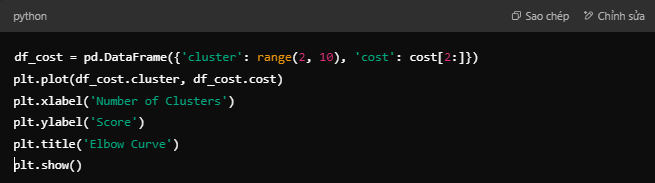 python
Sao chép
Chỉnh sửa
df_cost = pd.DataFrame({'cluster': range(2, 10), 'cost': cost[2:]})
plt.plot(df_cost.cluster, df_cost.cost)
plt.xlabel('Number of Clusters')
plt.ylabel('Score')
plt.title('Elbow Curve')
plt.show()